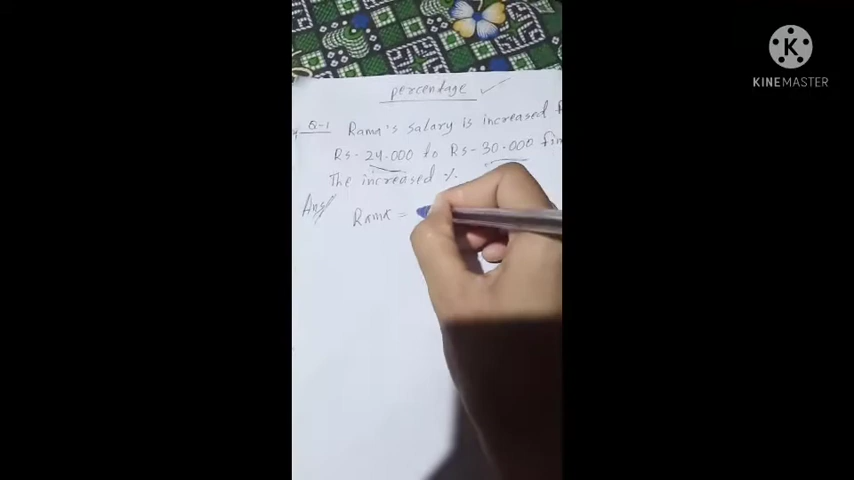 percentage
Q-1 Rama's salary is increased
Rs-24.000 to Rs-30.000
The increased %.
Ans Rama =
KINEMASTER